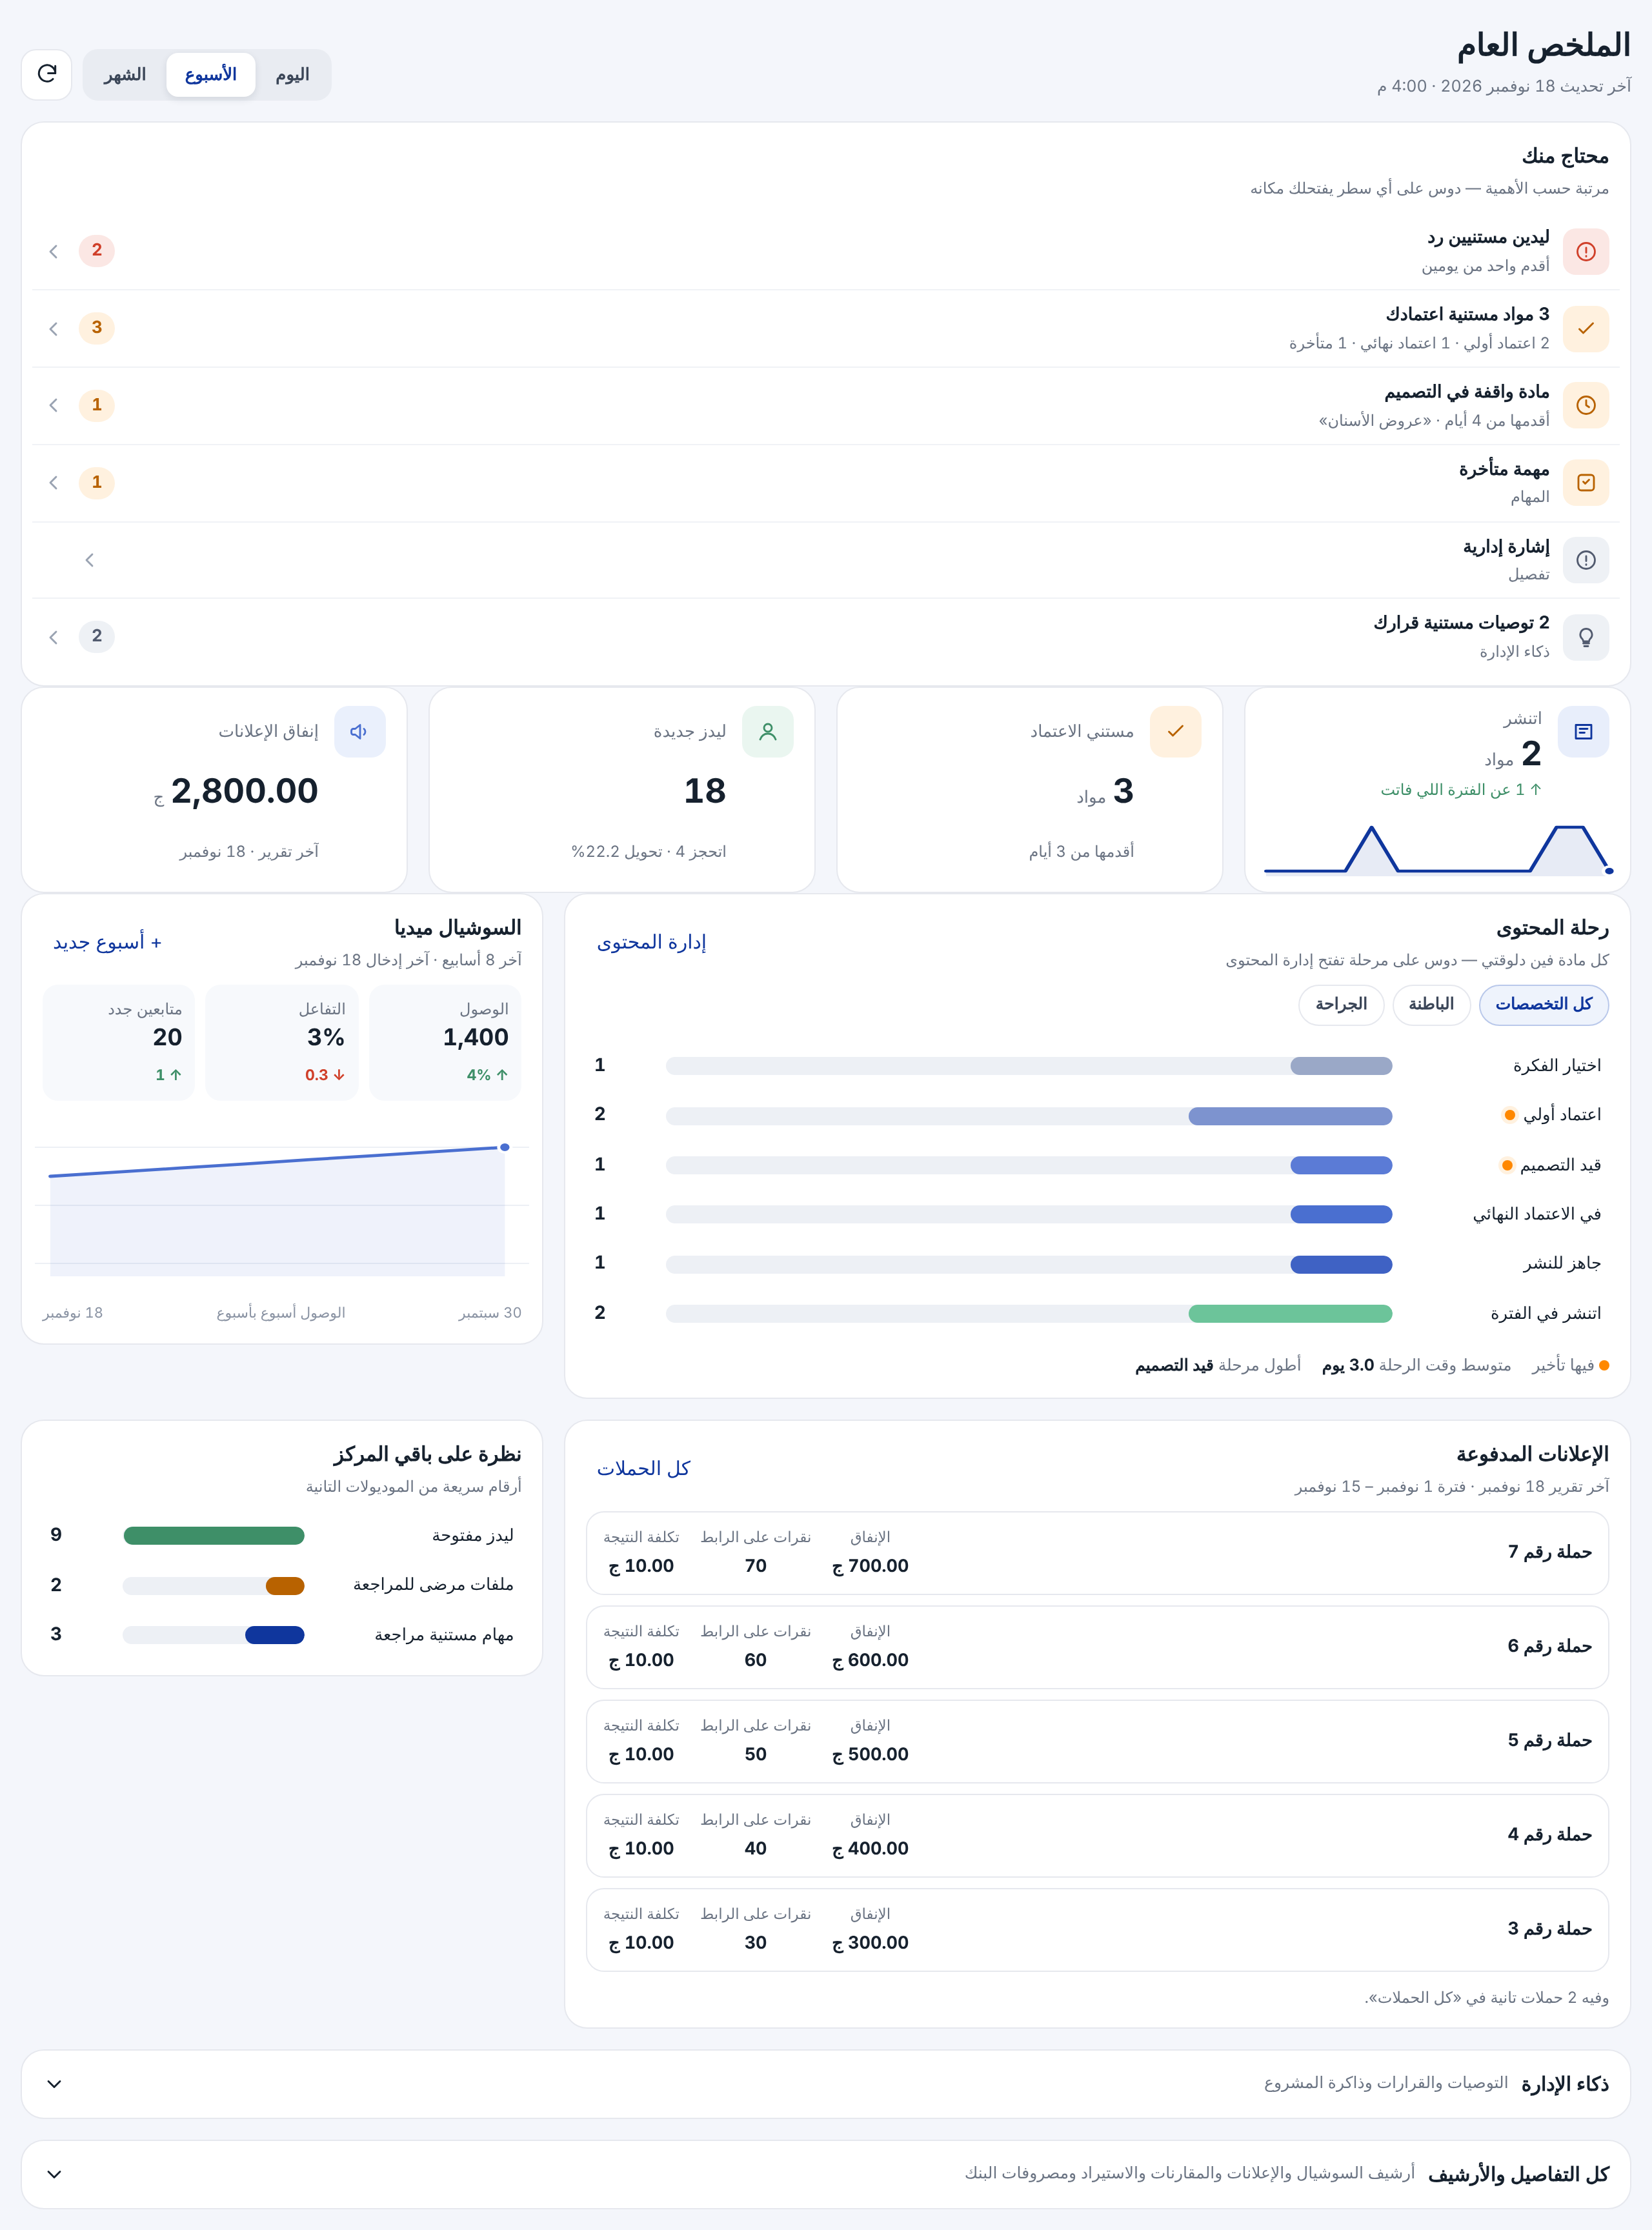 الملخص العام
آخر تحديث 18 نوفمبر 2026 · 4:00 م
اليوم
الأسبوع
الشهر
محتاج منك
مرتبة حسب الأهمية — دوس على أي سطر يفتحلك مكانه
ليدين مستنيين رد
أقدم واحد من يومين
2
3 مواد مستنية اعتمادك
2 اعتماد أولي · 1 اعتماد نهائي · 1 متأخرة
3
مادة واقفة في التصميم
أقدمها من 4 أيام · «عروض الأسنان»
1
مهمة متأخرة
المهام
1
إشارة إدارية
تفصيل
2 توصيات مستنية قرارك
ذكاء الإدارة
2
اتنشر
2 مواد
↑ 1 عن الفترة اللي فاتت
مستني الاعتماد
3 مواد
أقدمها من 3 أيام
ليدز جديدة
18
اتحجز 4 · تحويل 22.2%
إنفاق الإعلانات
2,800.00 ج
آخر تقرير · 18 نوفمبر
رحلة المحتوى
كل مادة فين دلوقتي — دوس على مرحلة تفتح إدارة المحتوى
إدارة المحتوى
كل التخصصات
الباطنة
الجراحة
اختيار الفكرة 1
اعتماد أولي 2
قيد التصميم 1
في الاعتماد النهائي 1
جاهز للنشر 1
اتنشر في الفترة 2
فيها تأخير
متوسط وقت الرحلة 3.0 يوم
أطول مرحلة قيد التصميم
السوشيال ميديا
آخر 8 أسابيع · آخر إدخال 18 نوفمبر
+ أسبوع جديد
الوصول
1,400
↑ 4%
التفاعل
3%
↓ 0.3
متابعين جدد
20
↑ 1
30 سبتمبر
الوصول أسبوع بأسبوع
18 نوفمبر
الإعلانات المدفوعة
آخر تقرير 18 نوفمبر · فترة 1 نوفمبر – 15 نوفمبر
كل الحملات
حملة رقم 7
الإنفاق نقرات على الرابط تكلفة النتيجة
700.00 ج 70 10.00 ج
حملة رقم 6
الإنفاق نقرات على الرابط تكلفة النتيجة
600.00 ج 60 10.00 ج
حملة رقم 5
الإنفاق نقرات على الرابط تكلفة النتيجة
500.00 ج 50 10.00 ج
حملة رقم 4
الإنفاق نقرات على الرابط تكلفة النتيجة
400.00 ج 40 10.00 ج
حملة رقم 3
الإنفاق نقرات على الرابط تكلفة النتيجة
300.00 ج 30 10.00 ج
وفيه 2 حملات تانية في «كل الحملات».
نظرة على باقي المركز
أرقام سريعة من الموديولات التانية
ليدز مفتوحة 9
ملفات مرضى للمراجعة 2
مهام مستنية مراجعة 3
ذكاء الإدارة التوصيات والقرارات وذاكرة المشروع
كل التفاصيل والأرشيف أرشيف السوشيال والإعلانات والمقارنات والاستيراد ومصروفات البنك